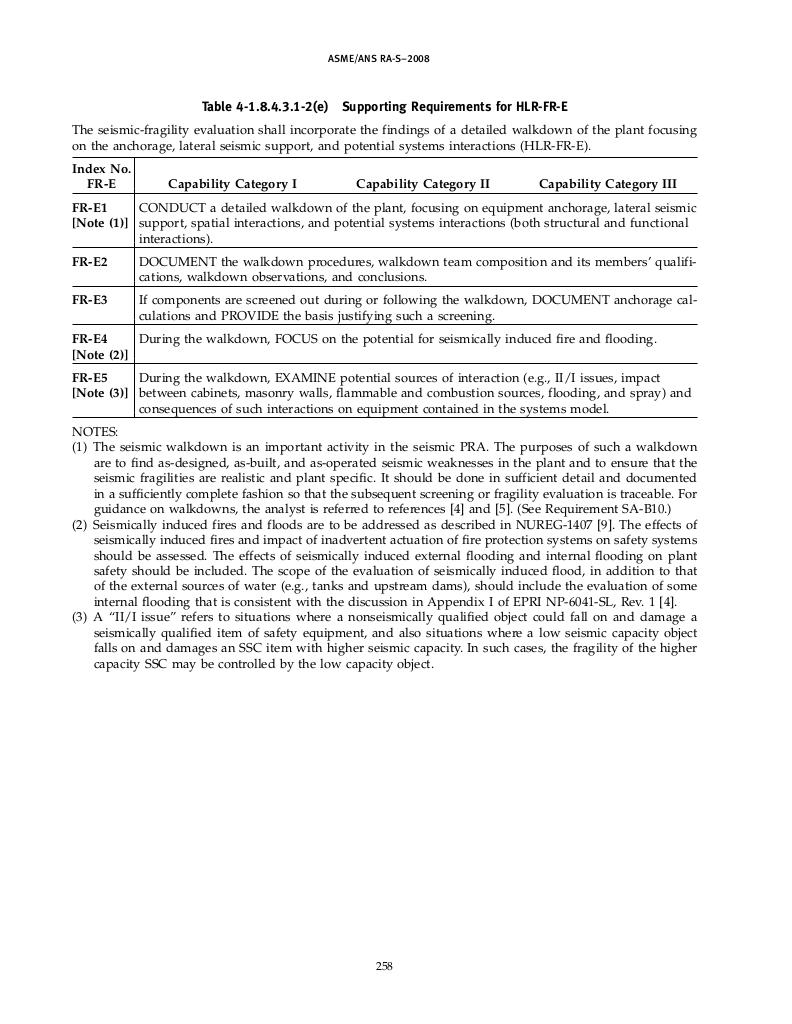 ASME/ANS RA-S–2008
Table 4-1.8.4.3.1-2(e) Supporting Requirements for HLR-FR-E
The seismic-fragility evaluation shall incorporate the findings of a detailed walkdown of the plant focusing
on the anchorage, lateral seismic support, and potential systems interactions (HLR-FR-E).
Index No.
FR-E Capability Category I Capability Category II Capability Category III
FR-E1 CONDUCT a detailed walkdown of the plant, focusing on equipment anchorage, lateral seismic
[Note (1)] support, spatial interactions, and potential systems interactions (both structural and functional
interactions).
FR-E2 DOCUMENT the walkdown procedures, walkdown team composition and its members' qualifi-
cations, walkdown observations, and conclusions.
FR-E3 If components are screened out during or following the walkdown, DOCUMENT anchorage cal-
culations and PROVIDE the basis justifying such a screening.
FR-E4 During the walkdown, FOCUS on the potential for seismically induced fire and flooding.
[Note (2)]
FR-E5 During the walkdown, EXAMINE potential sources of interaction (e.g., II/I issues, impact
[Note (3)] between cabinets, masonry walls, flammable and combustion sources, flooding, and spray) and
consequences of such interactions on equipment contained in the systems model.
NOTES:
(1) The seismic walkdown is an important activity in the seismic PRA. The purposes of such a walkdown
are to find as-designed, as-built, and as-operated seismic weaknesses in the plant and to ensure that the
seismic fragilities are realistic and plant specific. It should be done in sufficient detail and documented
in a sufficiently complete fashion so that the subsequent screening or fragility evaluation is traceable. For
guidance on walkdowns, the analyst is referred to references [4] and [5]. (See Requirement SA-B10.)
(2) Seismically induced fires and floods are to be addressed as described in NUREG-1407 [9]. The effects of
seismically induced fires and impact of inadvertent actuation of fire protection systems on safety systems
should be assessed. The effects of seismically induced external flooding and internal flooding on plant
safety should be included. The scope of the evaluation of seismically induced flood, in addition to that
of the external sources of water (e.g., tanks and upstream dams), should include the evaluation of some
internal flooding that is consistent with the discussion in Appendix I of EPRI NP-6041-SL, Rev. 1 [4].
(3) A “II/I issue” refers to situations where a nonseismically qualified object could fall on and damage a
seismically qualified item of safety equipment, and also situations where a low seismic capacity object
falls on and damages an SSC item with higher seismic capacity. In such cases, the fragility of the higher
capacity SSC may be controlled by the low capacity object.
258